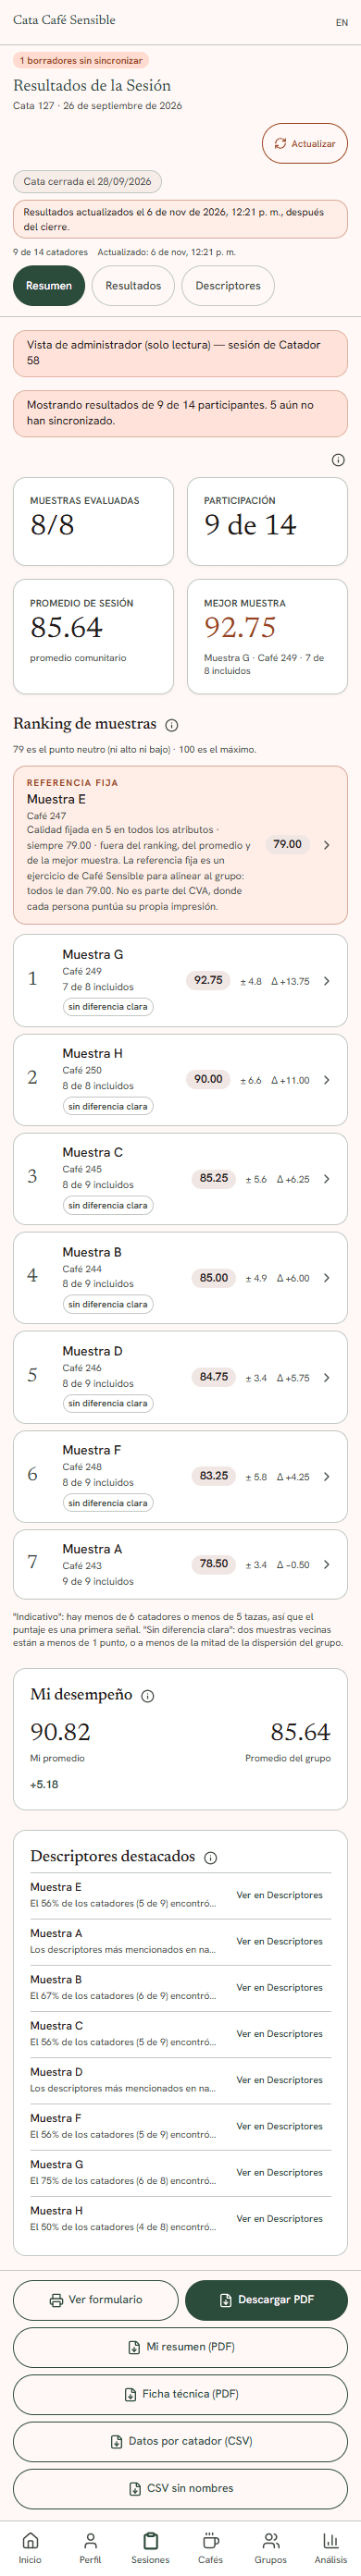 Cata Café Sensible
EN
1 borradores sin sincronizar
Resultados de la Sesión
Cata 127 · 26 de septiembre de 2026
Actualizar
Cata cerrada el 28/09/2026
Resultados actualizados el 6 de nov de 2026, 12:21 p. m., después
del cierre.
9 de 14 catadores Actualizado: 6 de nov, 12:21 p. m.
Resumen
Resultados
Descriptores
Vista de administrador (solo lectura) — sesión de Catador
58
Mostrando resultados de 9 de 14 participantes. 5 aún no
han sincronizado.
MUESTRAS EVALUADAS
8/8
PARTICIPACIÓN
9 de 14
PROMEDIO DE SESIÓN
85.64
promedio comunitario
MEJOR MUESTRA
92.75
Muestra G · Café 249 · 7 de
8 incluidos
Ranking de muestras
79 es el punto neutro (ni alto ni bajo) · 100 es el máximo.
REFERENCIA FIJA
Muestra E
Café 247
Calidad fijada en 5 en todos los atributos ·
siempre 79.00 · fuera del ranking, del promedio y
de la mejor muestra. La referencia fija es un
ejercicio de Café Sensible para alinear al grupo:
todos le dan 79.00. No es parte del CVA, donde
cada persona puntúa su propia impresión.
79.00
1
Muestra G
Café 249
7 de 8 incluidos
sin diferencia clara
92.75 ± 4.8 Δ +13.75
2
Muestra H
Café 250
8 de 8 incluidos
sin diferencia clara
90.00 ± 6.6 Δ +11.00
3
Muestra C
Café 245
8 de 9 incluidos
sin diferencia clara
85.25 ± 5.6 Δ +6.25
4
Muestra B
Café 244
8 de 9 incluidos
sin diferencia clara
85.00 ± 4.9 Δ +6.00
5
Muestra D
Café 246
8 de 9 incluidos
sin diferencia clara
84.75 ± 3.4 Δ +5.75
6
Muestra F
Café 248
8 de 9 incluidos
sin diferencia clara
83.25 ± 5.8 Δ +4.25
7
Muestra A
Café 243
9 de 9 incluidos
78.50 ± 3.4 Δ −0.50
"Indicativo": hay menos de 6 catadores o menos de 5 tazas, así que el
puntaje es una primera señal. "Sin diferencia clara": dos muestras vecinas
están a menos de 1 punto, o a menos de la mitad de la dispersión del grupo.
Mi desempeño
90.82
Mi promedio
+5.18
85.64
Promedio del grupo
Descriptores destacados
Muestra E
El 56% de los catadores (5 de 9) encontró...
Ver en Descriptores
Muestra A
Los descriptores más mencionados en na...
Ver en Descriptores
Muestra B
El 67% de los catadores (6 de 9) encontró...
Ver en Descriptores
Muestra C
El 56% de los catadores (5 de 9) encontró...
Ver en Descriptores
Muestra D
Los descriptores más mencionados en na...
Ver en Descriptores
Muestra F
El 56% de los catadores (5 de 9) encontró...
Ver en Descriptores
Muestra G
El 75% de los catadores (6 de 8) encontró...
Ver en Descriptores
Muestra H
El 50% de los catadores (4 de 8) encontró...
Ver en Descriptores
Ver formulario
Descargar PDF
Mi resumen (PDF)
Ficha técnica (PDF)
Datos por catador (CSV)
CSV sin nombres
Inicio
Perfil
Sesiones
Cafés
Grupos
Análisis